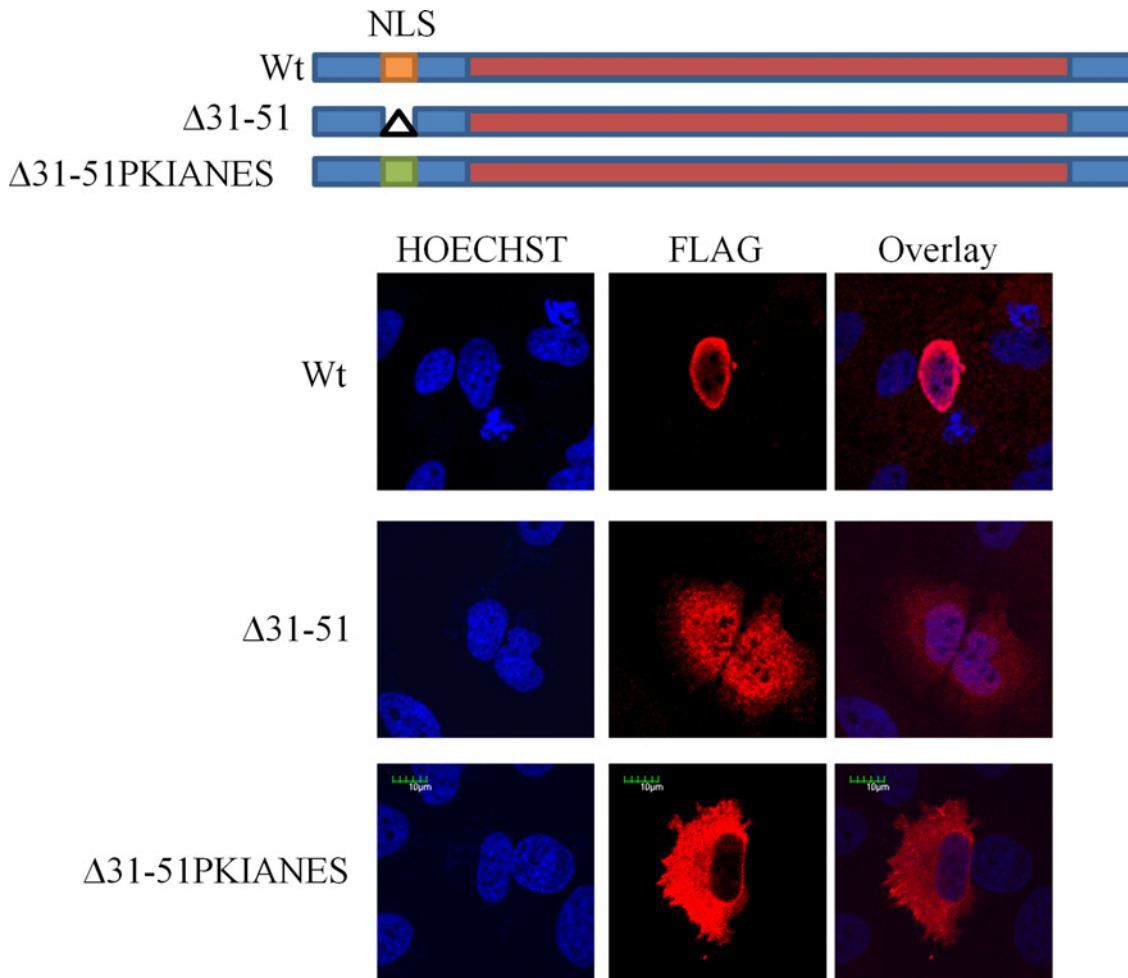 NLS
Wt
Δ31-51
Δ31-51PKIANES
HOECHST FLAG Overlay
Wt
Δ31-51
10μm 10μm 10μm
Δ31-51PKIANES